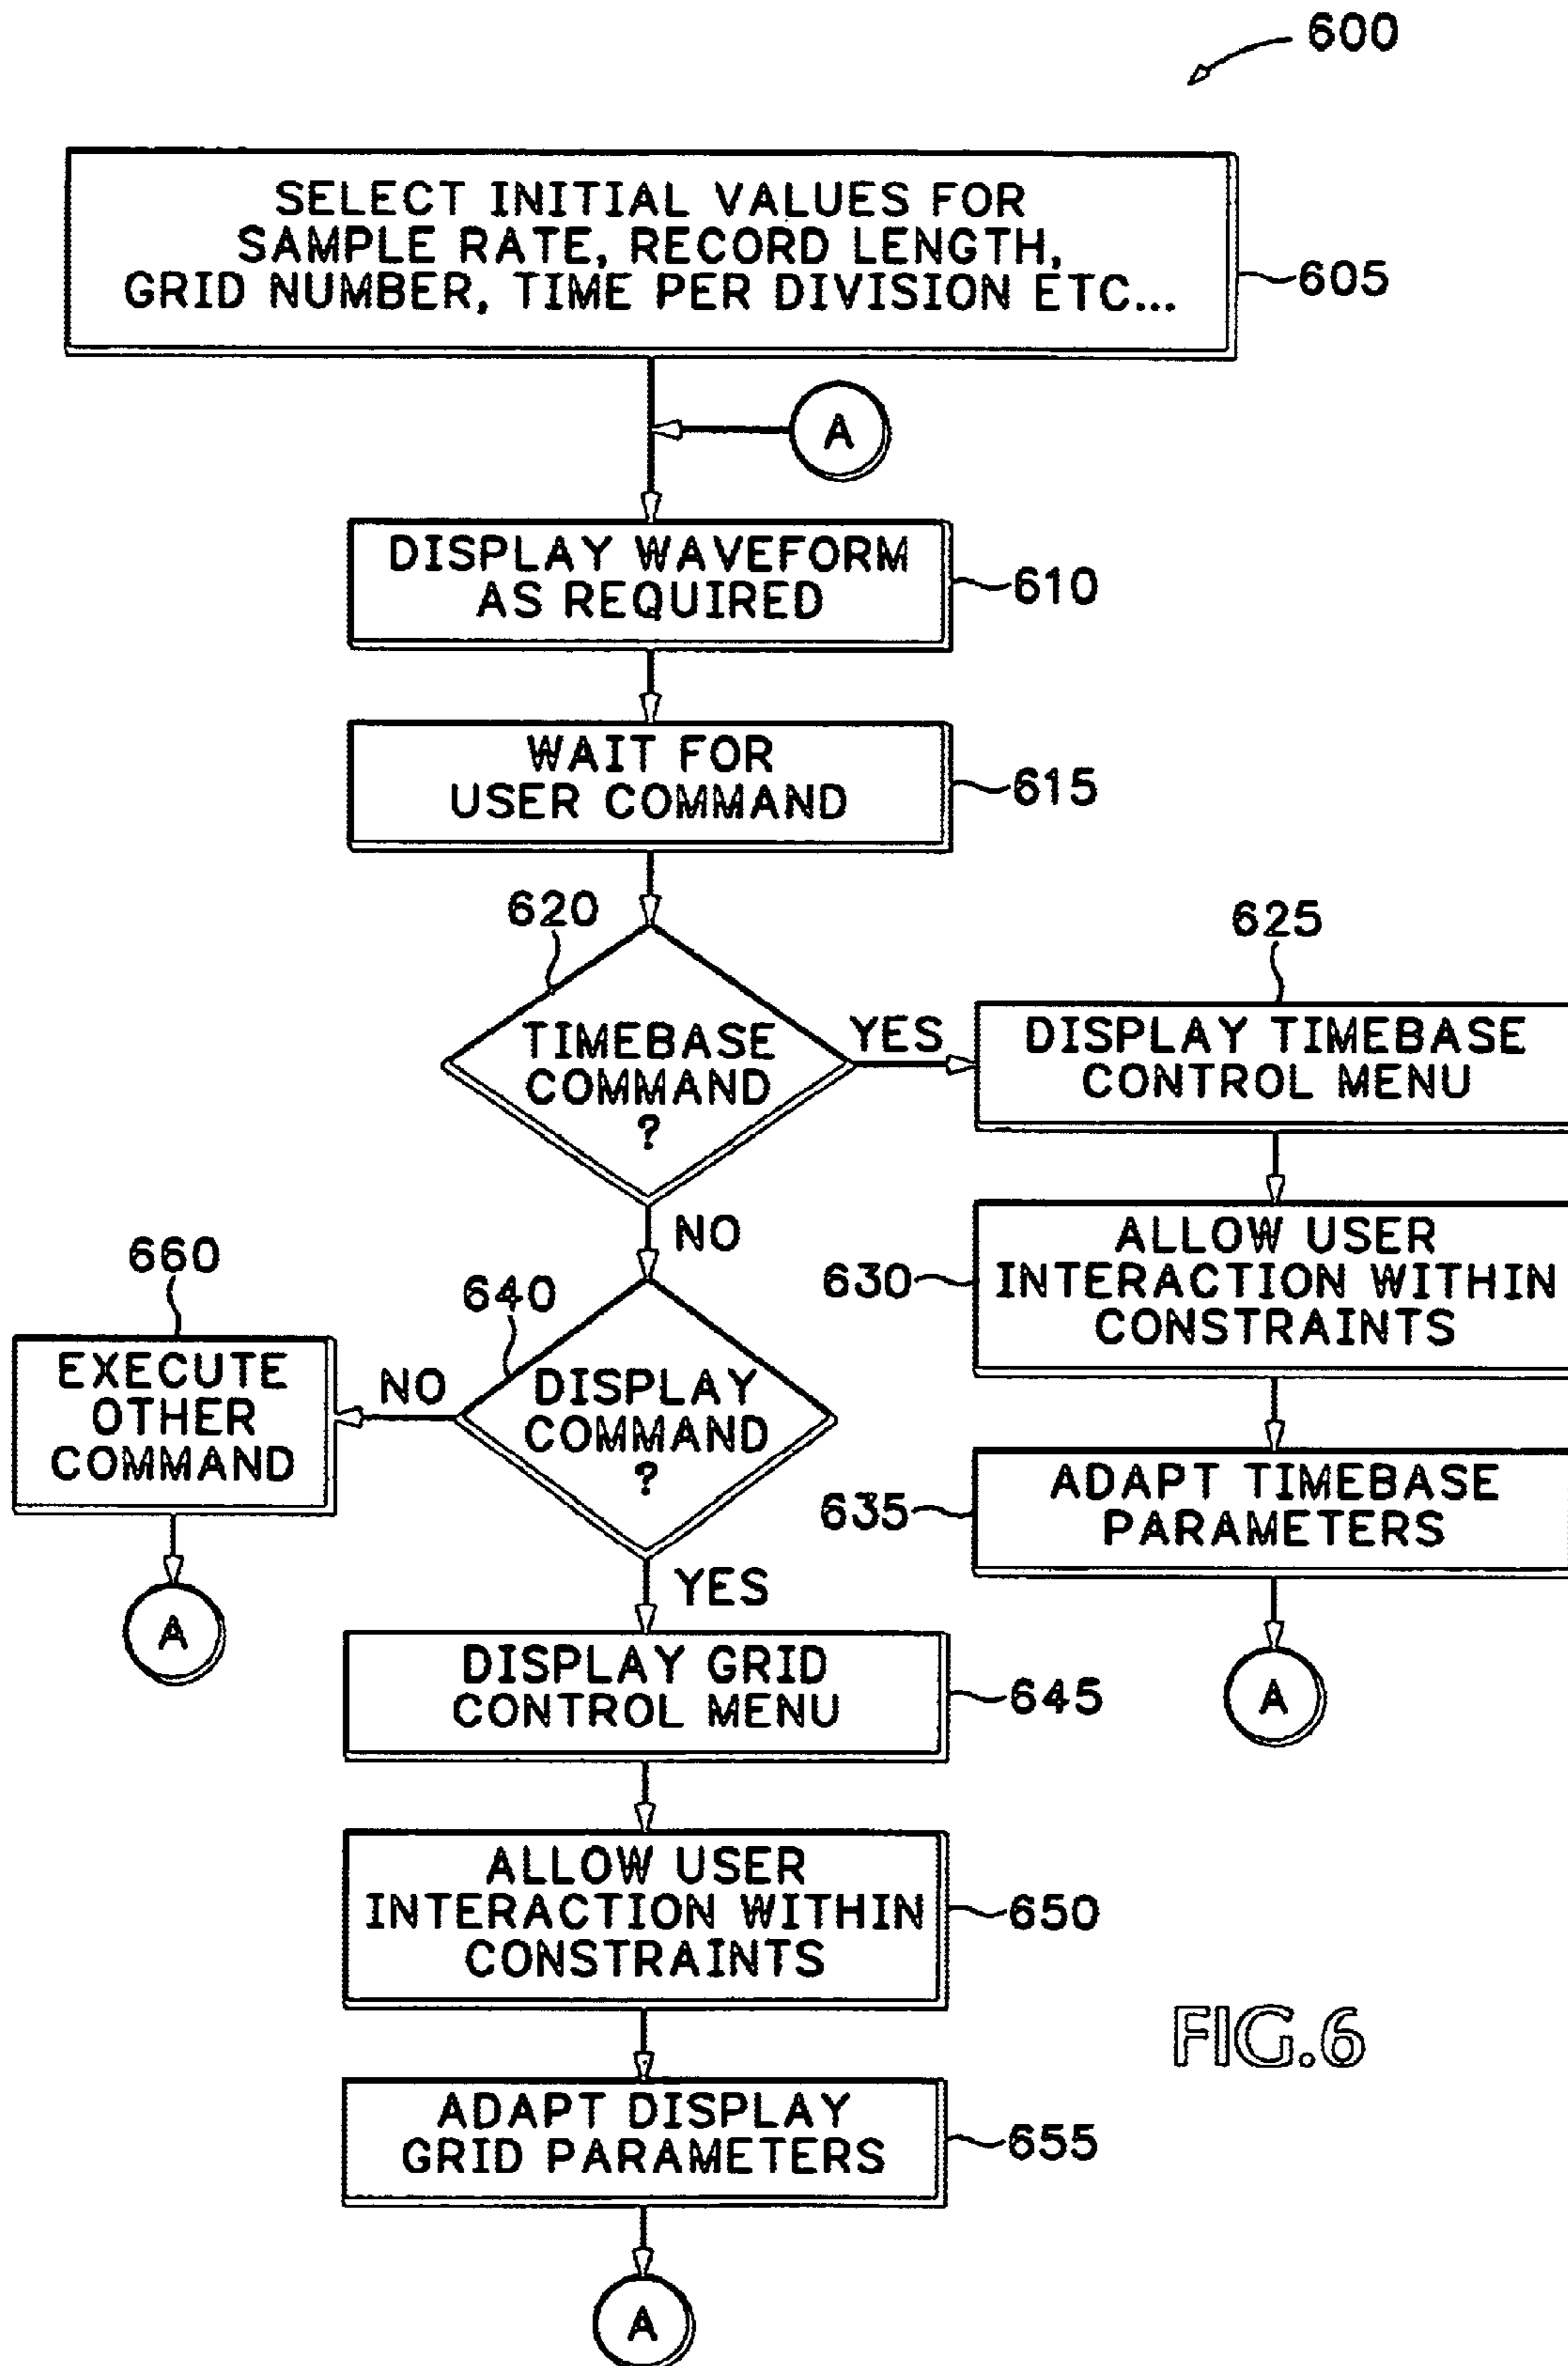 600
SELECT INITIAL VALUES FOR
SAMPLE RATE, RECORD LENGTH,
GRID NUMBER, TIME PER DIVISION ETC...
605
A
DISPLAY WAVEFORM
AS REQUIRED
610
WAIT FOR
USER COMMAND
615
620
TIMEBASE
COMMAND
?
YES
625
DISPLAY TIMEBASE
CONTROL MENU
NO
630
ALLOW USER
INTERACTION WITHIN
CONSTRAINTS
635
ADAPT TIMEBASE
PARAMETERS
A
640
DISPLAY
COMMAND
?
NO
660
EXECUTE
OTHER
COMMAND
A
YES
DISPLAY GRID
CONTROL MENU
645
ALLOW USER
INTERACTION WITHIN
CONSTRAINTS
650
ADAPT DISPLAY
GRID PARAMETERS
655
A
FIG.6